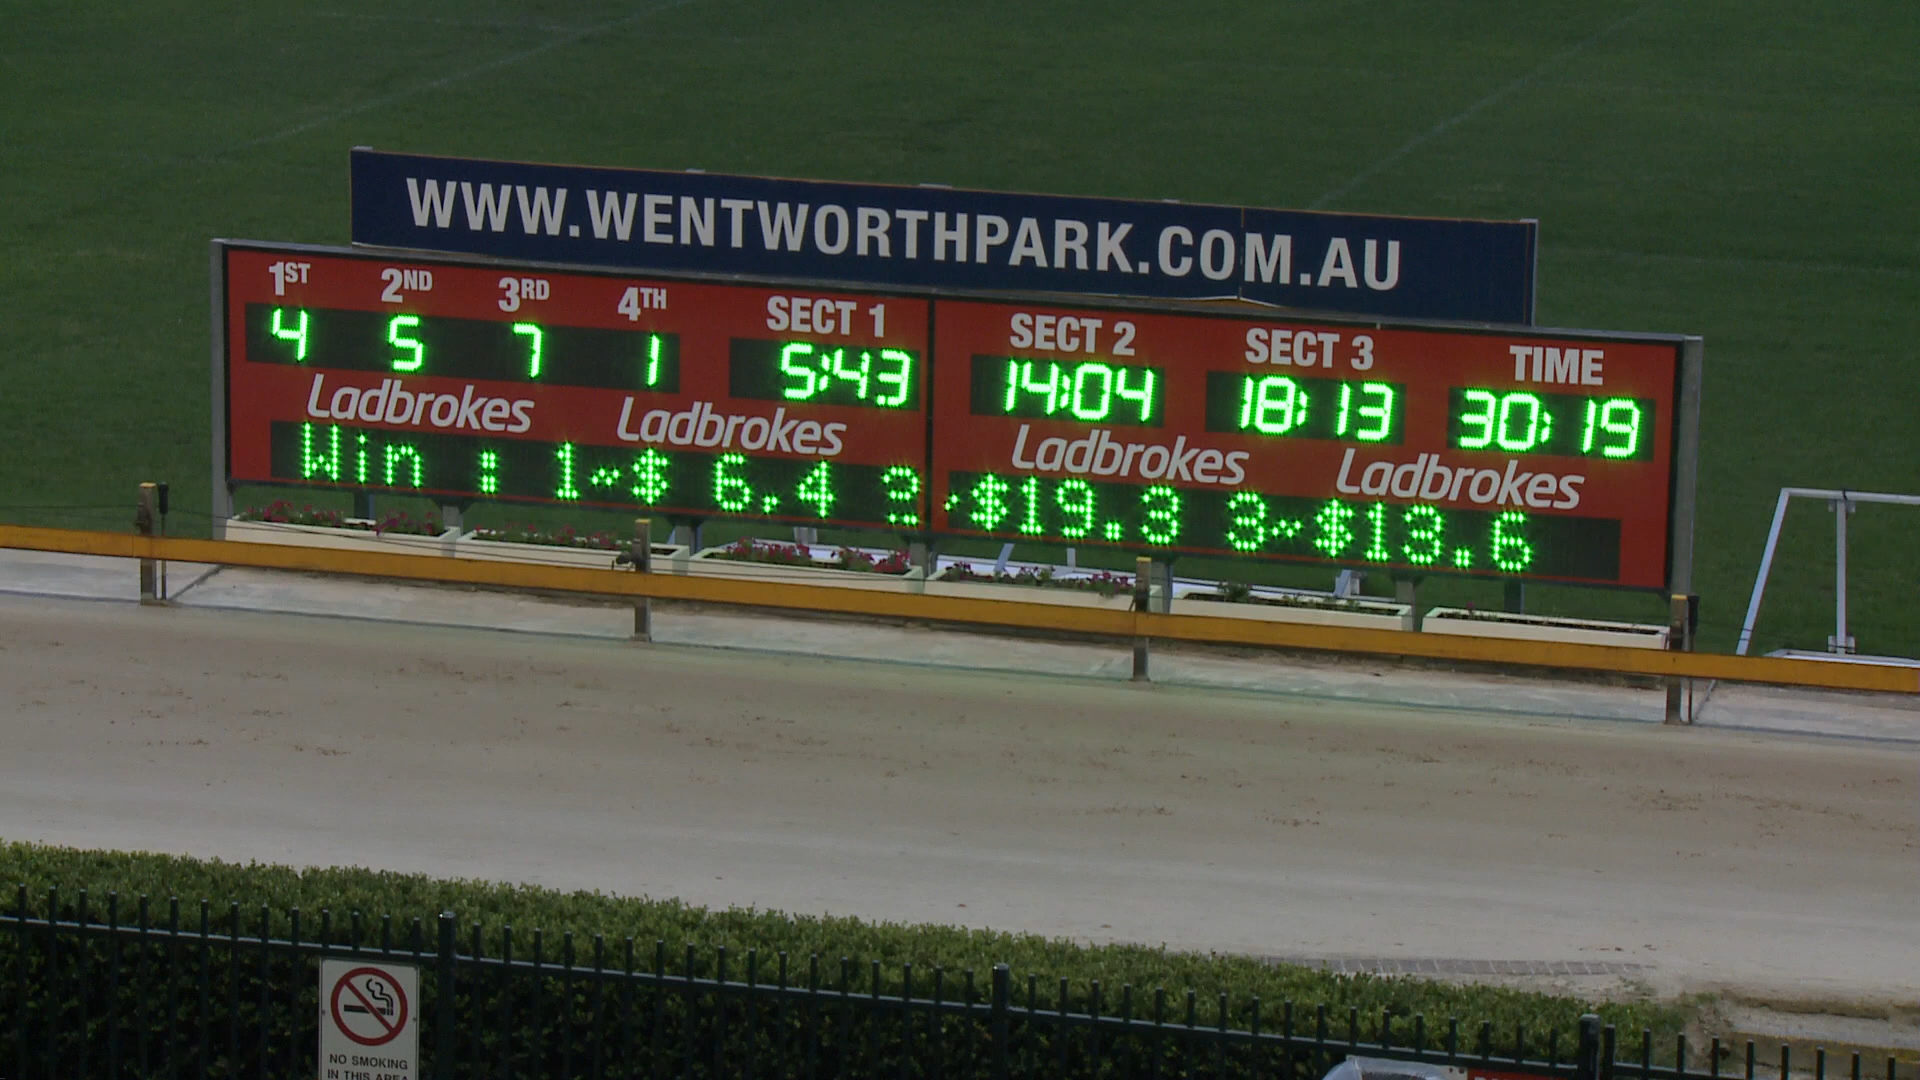 WWW.WENTWORTHPARK.COM.AU
1ST 2ND 3RD 4TH SECT 1 SECT 2 SECT 3 TIME
4 5 7 1 5:43 14:04 18:13 30:19
Ladbrokes Ladbrokes Ladbrokes Ladbrokes
Win : 1~$ 6.4 2~$19.3 3~$13.6
NO SMOKING
IN THIS AREA